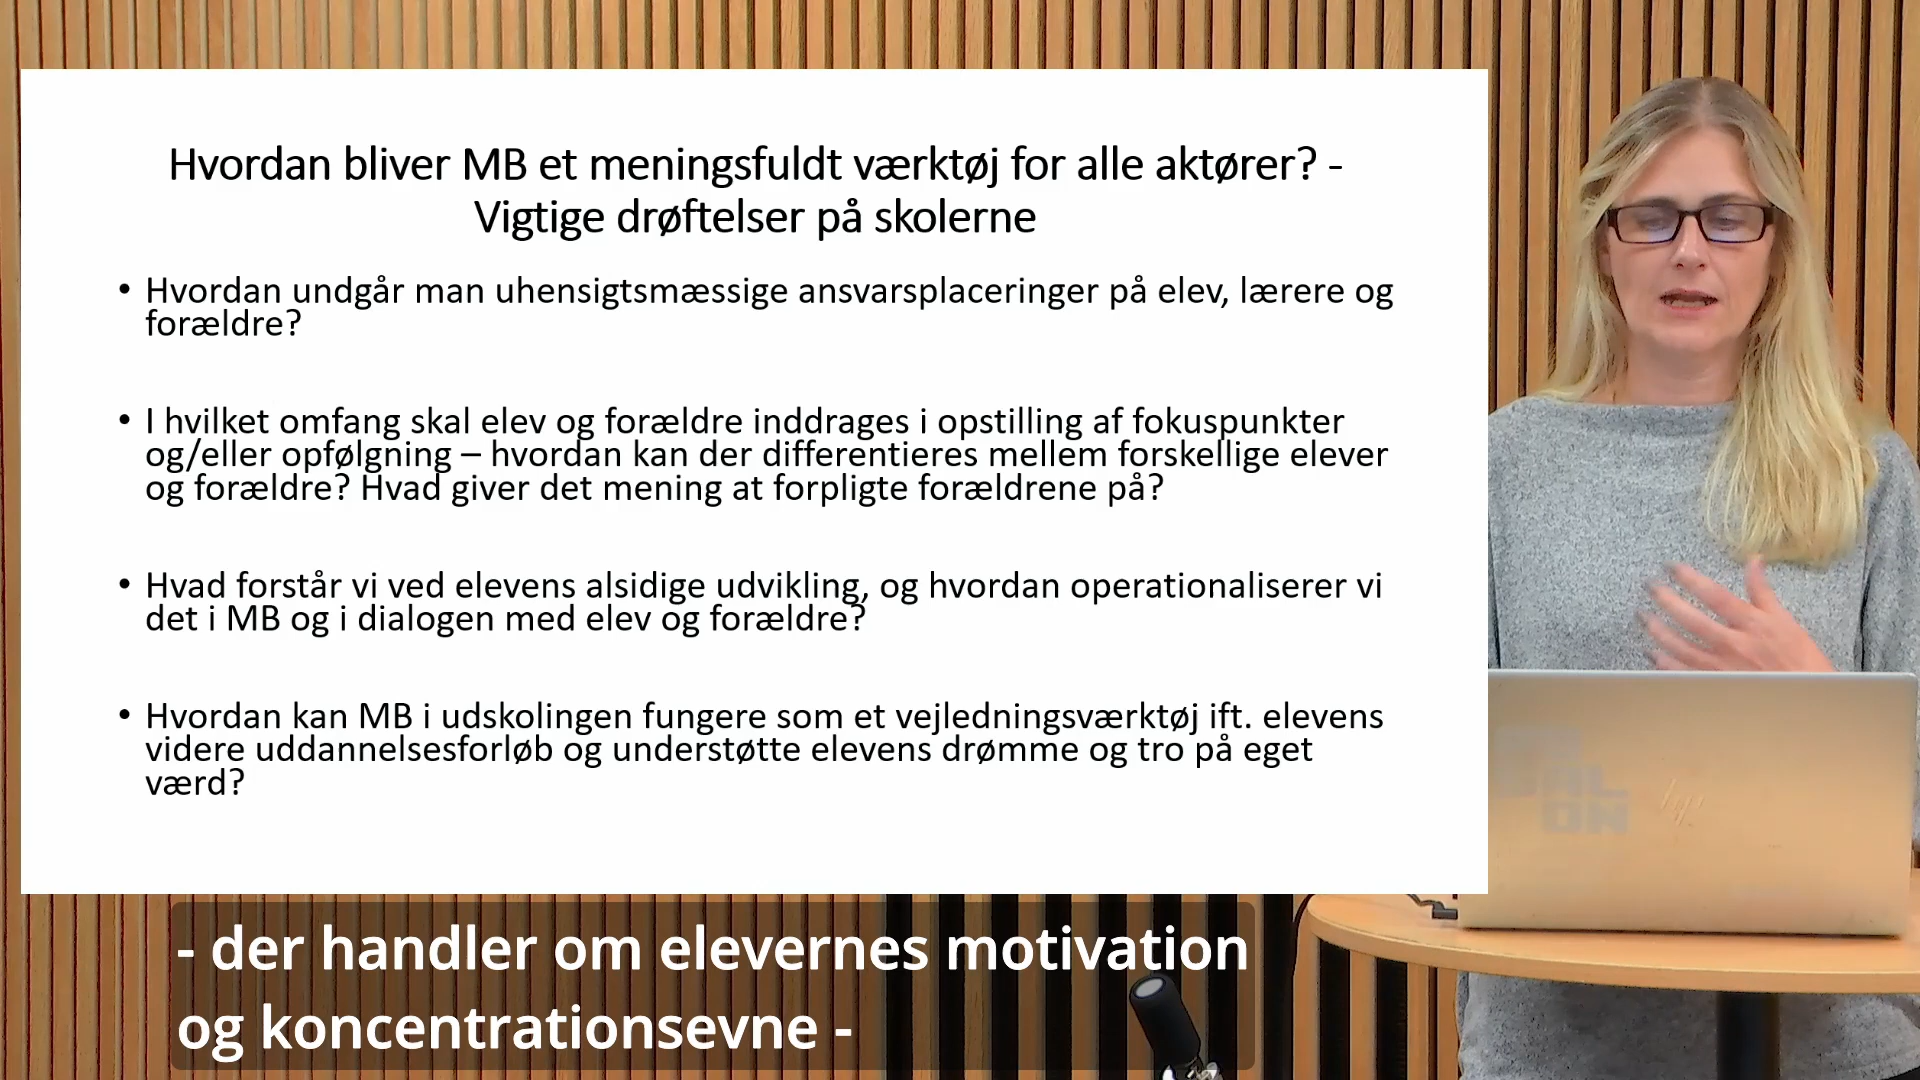 Hvordan bliver MB et meningsfuldt værktøj for alle aktører? -
Vigtige drøftelser på skolerne
• Hvordan undgår man uhensigtsmæssige ansvarsplaceringer på elev, lærere og
forældre?
• I hvilket omfang skal elev og forældre inddrages i opstilling af fokuspunkter
og/eller opfølgning – hvordan kan der differentieres mellem forskellige elever
og forældre? Hvad giver det mening at forpligte forældrene på?
• Hvad forstår vi ved elevens alsidige udvikling, og hvordan operationaliserer vi
det i MB og i dialogen med elev og forældre?
• Hvordan kan MB i udskolingen fungere som et vejledningsværktøj ift. elevens
videre uddannelsesforløb og understøtte elevens drømme og tro på eget
værd?
hp
- der handler om elevernes motivation
og koncentrationsevne -